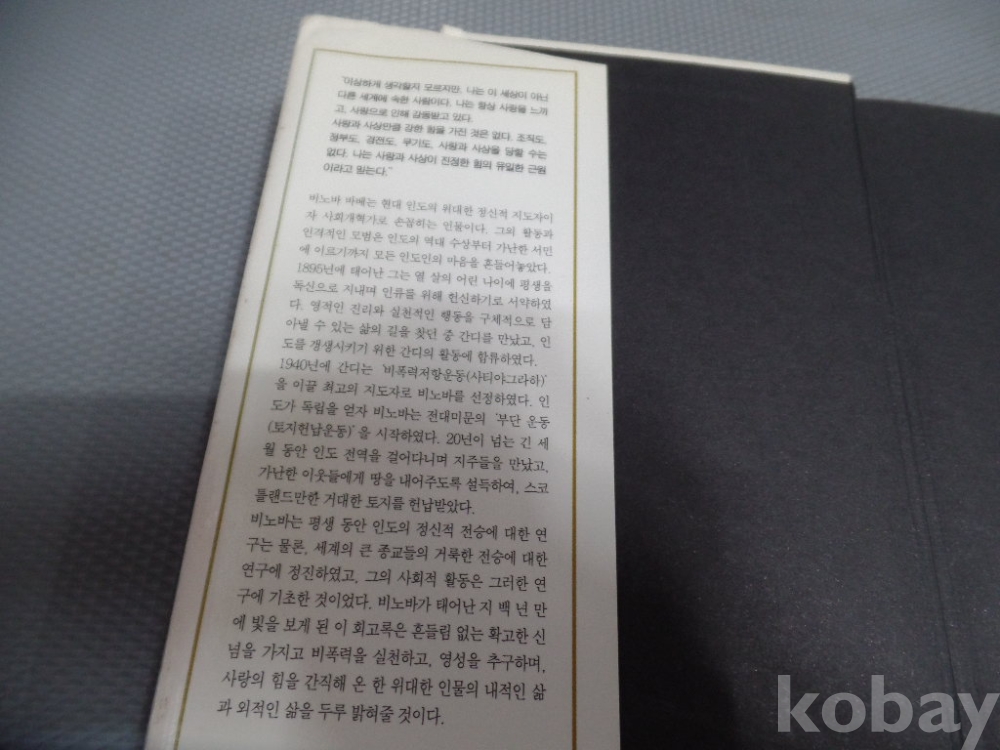 "이상하게 생각할지 모르지만, 나는 이 세상이 아닌
다른 세계에 속한 사람이다. 나는 항상 사랑을 느끼
고, 사랑으로 인해 감동받고 있다.
사랑과 사상만큼 강한 힘을 가진 것은 없다. 조직도,
정부도, 경전도, 무기도, 사랑과 사상을 당할 수는
없다. 나는 사랑과 사상이 진정한 힘의 유일한 근원
이라고 믿는다."
비노바 바베는 현대 인도의 위대한 정신적 지도자이
자 사회개혁가로 손꼽히는 인물이다. 그의 활동과
인격적인 모범은 인도의 역대 수상부터 가난한 서민
에 이르기까지 모든 인도인의 마음을 흔들어놓았다.
1895년에 태어난 그는 열 살의 어린 나이에 평생을
독신으로 지내며 인류를 위해 헌신하기로 서약하였
다. 영적인 진리와 실천적인 행동을 구체적으로 담
아낼 수 있는 삶의 길을 찾던 중 간디를 만났고, 인
도를 갱생시키기 위한 간디의 활동에 합류하였다.
1940년에 간디는 '비폭력저항운동(사티야그라하)'
을 이끌 최고의 지도자로 비노바를 선정하였다. 인
도가 독립을 얻자 비노바는 전대미문의 '부단 운동
(토지헌납운동)'을 시작하였다. 20년이 넘는 긴 세
월 동안 인도 전역을 걸어다니며 지주들을 만났고,
가난한 이웃들에게 땅을 내어주도록 설득하여, 스코
틀랜드만한 거대한 토지를 헌납받았다.
비노바는 평생 동안 인도의 정신적 전승에 대한 연
구는 물론, 세계의 큰 종교들의 거룩한 전승에 대한
연구에 정진하였고, 그의 사회적 활동은 그러한 연
구에 기초한 것이었다. 비노바가 태어난 지 백 년 만
에 빛을 보게 된 이 회고록은 흔들림 없는 확고한 신
념을 가지고 비폭력을 실천하고, 영성을 추구하며,
사랑의 힘을 간직해 온 한 위대한 인물의 내적인 삶
과 외적인 삶을 두루 밝혀줄 것이다.
kobay